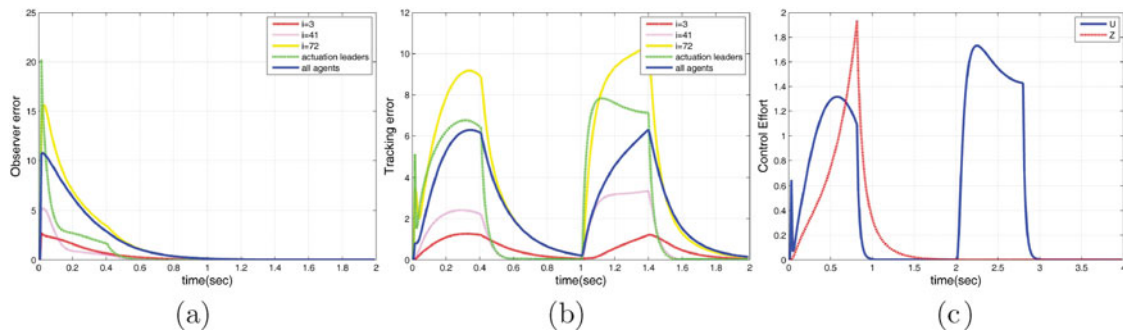 i=3
i=41
i=72
actuation leaders
all agents
Observer error
25
20
15
10
5
0
0 0.2 0.4 0.6 0.8 1 1.2 1.4 1.6 1.8 2
time(sec)
(a)
i=3
i=41
i=72
actuation leaders
all agents
Tracking error
12
10
8
6
4
2
0
0 0.2 0.4 0.6 0.8 1 1.2 1.4 1.6 1.8 2
time(sec)
(b)
U
Z
Control Effort
2
1.8
1.6
1.4
1.2
1
0.8
0.6
0.4
0.2
0
0 0.5 1 1.5 2 2.5 3 3.5 4
time(sec)
(c)